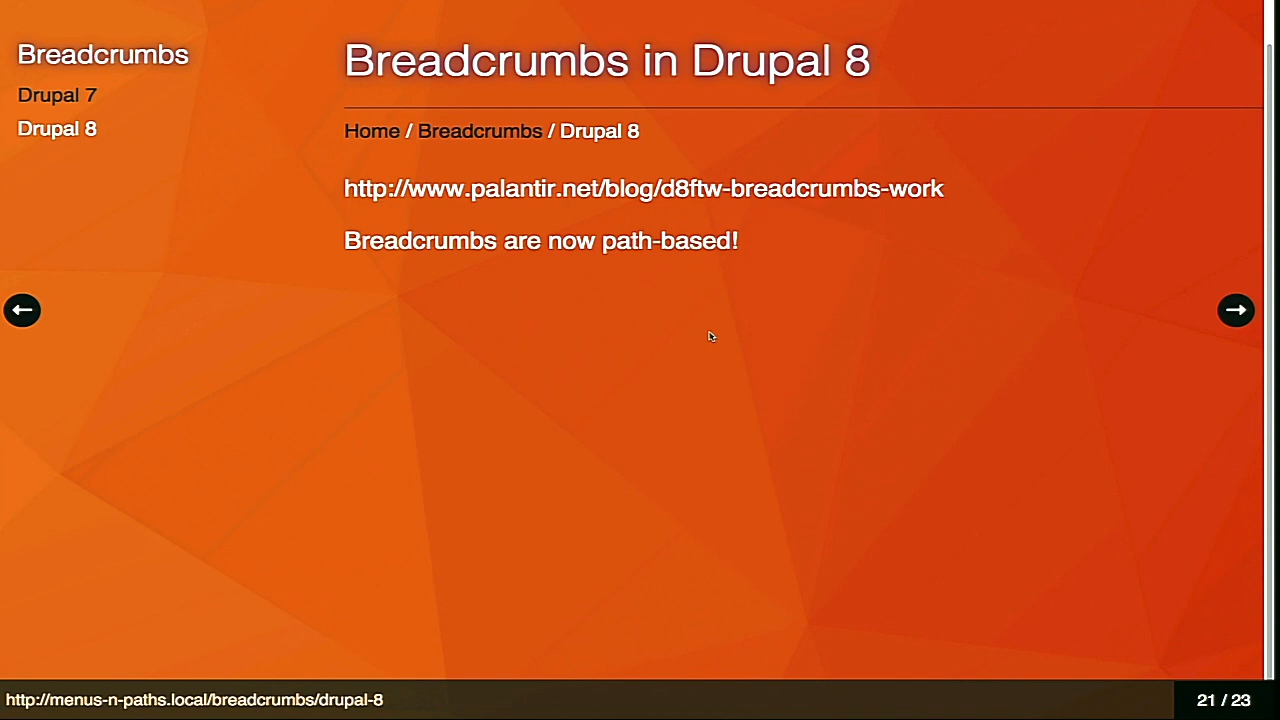 Breadcrumbs
Drupal 7
Drupal 8
Breadcrumbs in Drupal 8
Home / Breadcrumbs / Drupal 8
http://www.palantir.net/blog/d8ftw-breadcrumbs-work
Breadcrumbs are now path-based!
http://menus-n-paths.local/breadcrumbs/drupal-8
21 / 23